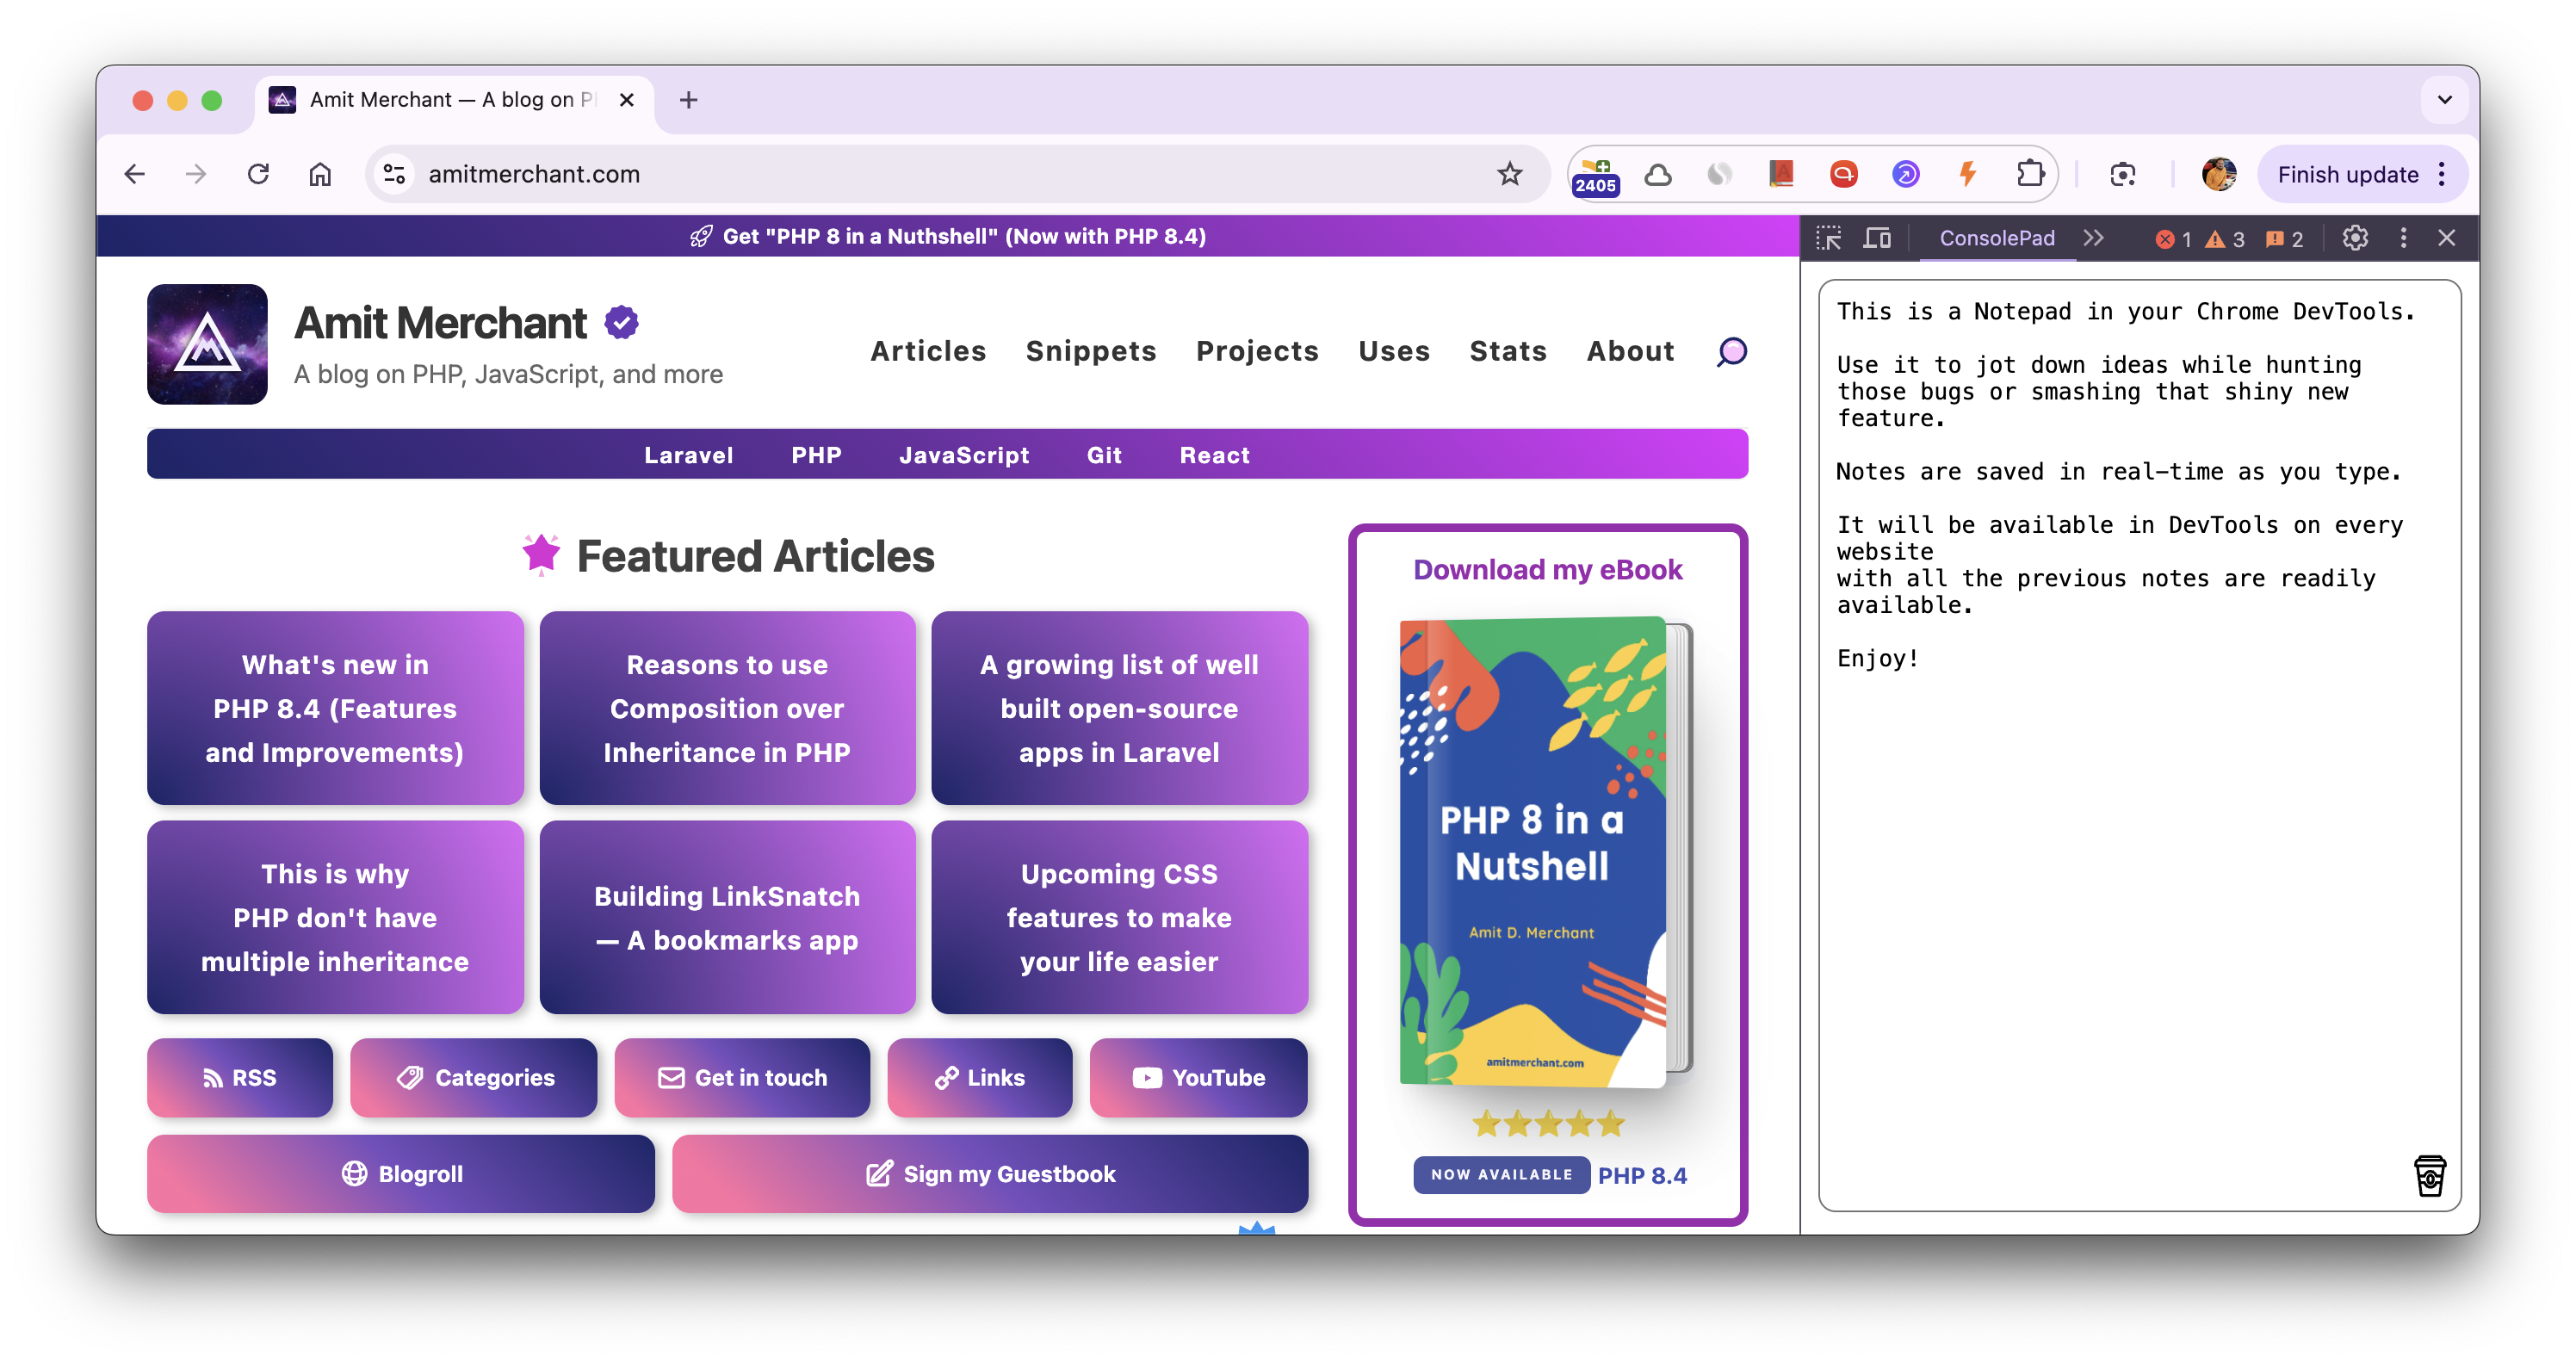 Amit Merchant — A blog on P
amitmerchant.com
2405
Finish update
Get "PHP 8 in a Nuthshell" (Now with PHP 8.4)
ConsolePad
1
3
2
Amit Merchant
A blog on PHP, JavaScript, and more
Articles
Snippets
Projects
Uses
Stats
About
Laravel
PHP
JavaScript
Git
React
Featured Articles
What's new in
PHP 8.4 (Features
and Improvements)
Reasons to use
Composition over
Inheritance in PHP
A growing list of well
built open-source
apps in Laravel
This is why
PHP don't have
multiple inheritance
Building LinkSnatch
— A bookmarks app
Upcoming CSS
features to make
your life easier
RSS
Categories
Get in touch
Links
YouTube
Blogroll
Sign my Guestbook
Download my eBook
PHP 8 in a
Nutshell
Amit D. Merchant
amitmerchant.com
NOW AVAILABLE
PHP 8.4
This is a Notepad in your Chrome DevTools.
Use it to jot down ideas while hunting
those bugs or smashing that shiny new
feature.
Notes are saved in real-time as you type.
It will be available in DevTools on every
website
with all the previous notes are readily
available.
Enjoy!